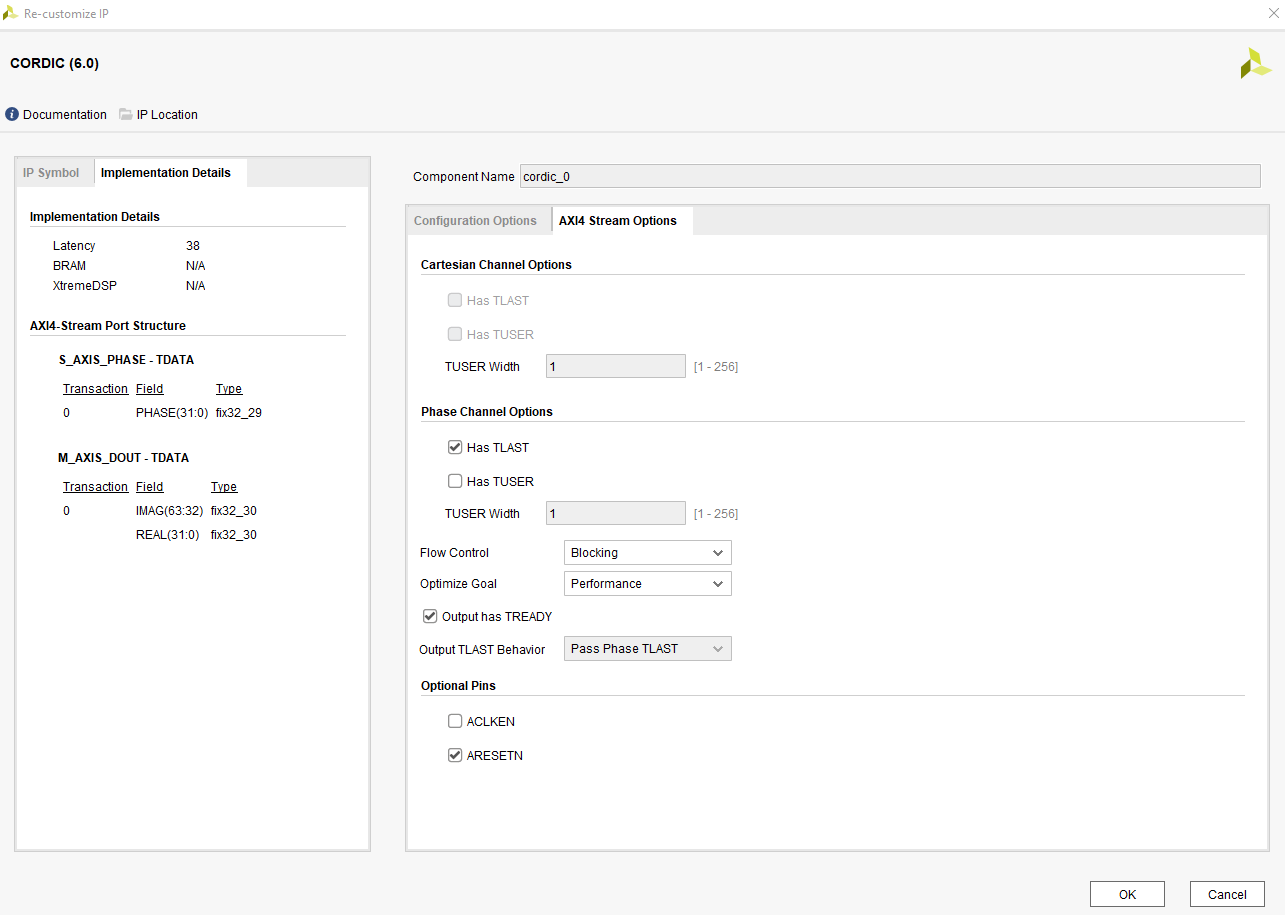 Re-customize IP
CORDIC (6.0)
Documentation IP Location
IP Symbol Implementation Details
Implementation Details
Latency 38
BRAM N/A
XtremeDSP N/A
AXI4-Stream Port Structure
S_AXIS_PHASE - TDATA
Transaction Field Type
0 PHASE(31:0) fix32_29
M_AXIS_DOUT - TDATA
Transaction Field Type
0 IMAG(63:32) fix32_30
REAL(31:0) fix32_30
Component Name cordic_0
Configuration Options AXI4 Stream Options
Cartesian Channel Options
Has TLAST
Has TUSER
TUSER Width 1 [1 - 256]
Phase Channel Options
Has TLAST
Has TUSER
TUSER Width 1 [1 - 256]
Flow Control Blocking
Optimize Goal Performance
Output has TREADY
Output TLAST Behavior Pass Phase TLAST
Optional Pins
ACLKEN
ARESETN
OK Cancel